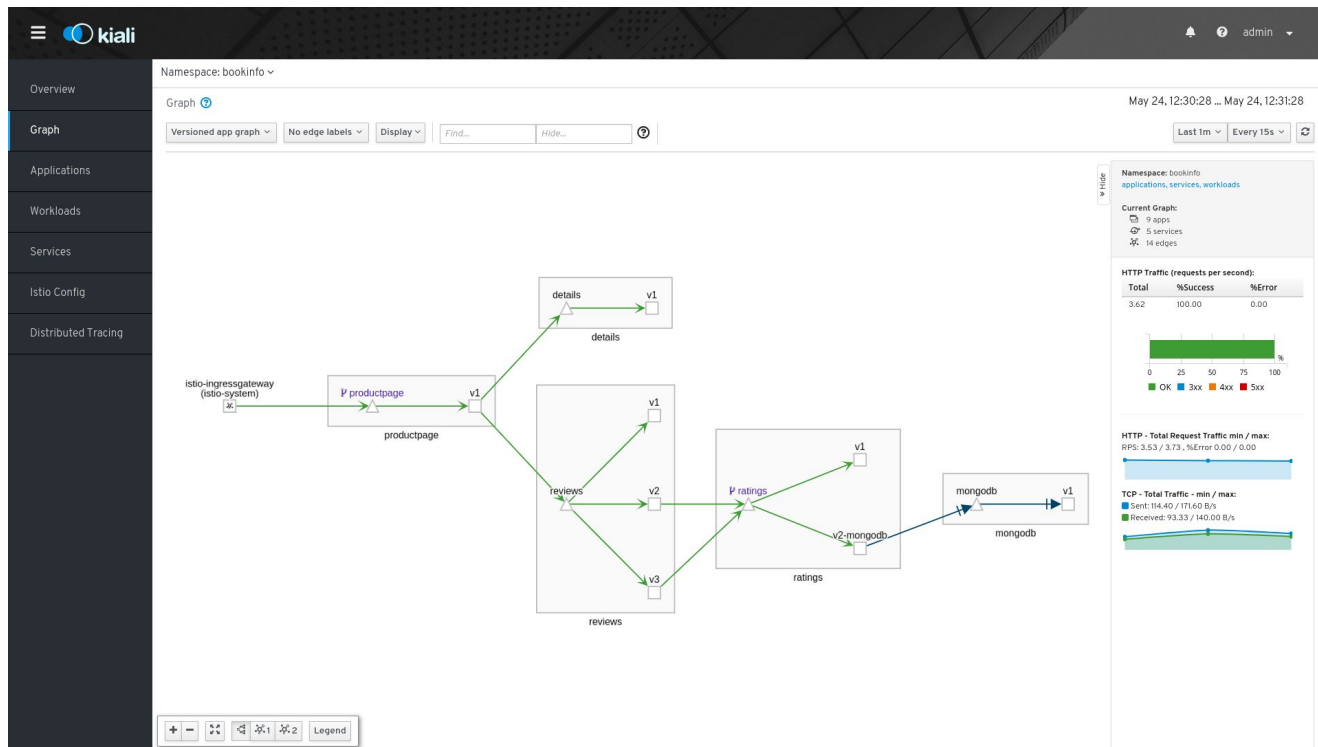 kiali
admin
Namespace: bookinfo
Overview
Graph
Applications
Workloads
Services
Istio Config
Distributed Tracing
Graph
May 24, 12:30:28 ... May 24, 12:31:28
Versioned app graph
No edge labels
Display
Find...
Hide...
Last 1m
Every 15s
Hide
istio-ingressgateway
(istio-system)
productpage
v1
productpage
details
v1
details
reviews
v1
v2
v3
reviews
ratings
v1
v2-mongodb
ratings
mongodb
v1
mongodb
Namespace: bookinfo
applications, services, workloads
Current Graph:
9 apps
5 services
14 edges
HTTP Traffic (requests per second):
Total %Success %Error
3.62 100.00 0.00
%
0 25 50 75 100
OK 3xx 4xx 5xx
HTTP - Total Request Traffic min / max:
RPS: 3.53 / 3.73 , %Error 0.00 / 0.00
TCP - Total Traffic - min / max:
Sent: 114.40 / 171.60 B/s
Received: 93.33 / 140.00 B/s
1
2
Legend